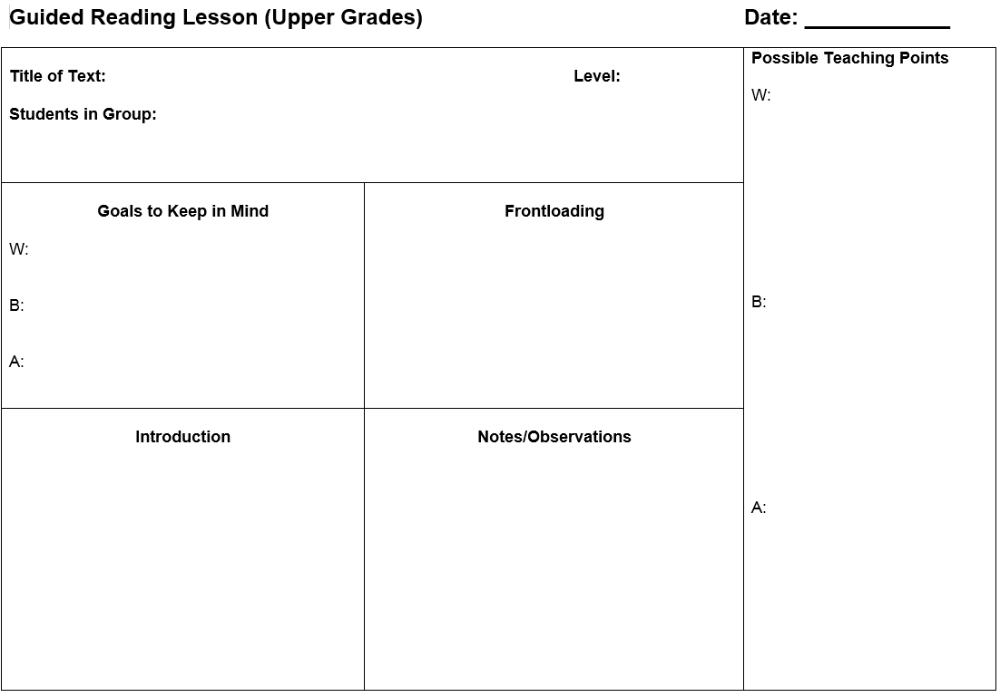 Guided Reading Lesson (Upper Grades) Date: ____________
Title of Text: Level:
Students in Group:
Goals to Keep in Mind
W:
B:
A:
Frontloading
Introduction
Notes/Observations
Possible Teaching Points
W:
B:
A: